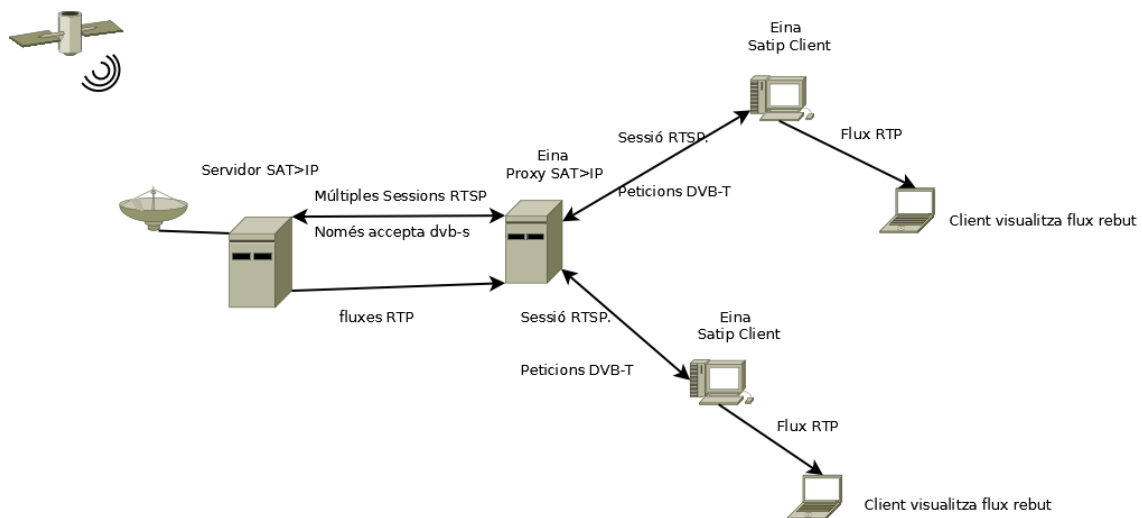 Eina
Satip Client
Sessió RTSP.
Flux RTP
Eina
Proxy SAT>IP
Servidor SAT>IP
Múltiples Sessions RTSP
Peticions DVB-T
Client visualitza flux rebut
Només accepta dvb-s
fluxes RTP
Sessió RTSP.
Eina
Satip Client
Peticions DVB-T
Flux RTP
Client visualitza flux rebut